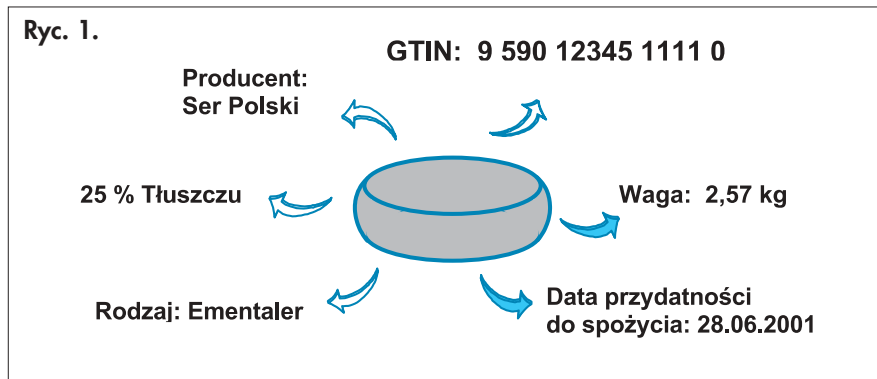 Ryc. 1.
GTIN: 9 590 12345 1111 0
Producent:
Ser Polski
25 % Tłuszczu
Waga: 2,57 kg
Rodzaj: Ementaler
Data przydatności
do spożycia: 28.06.2001